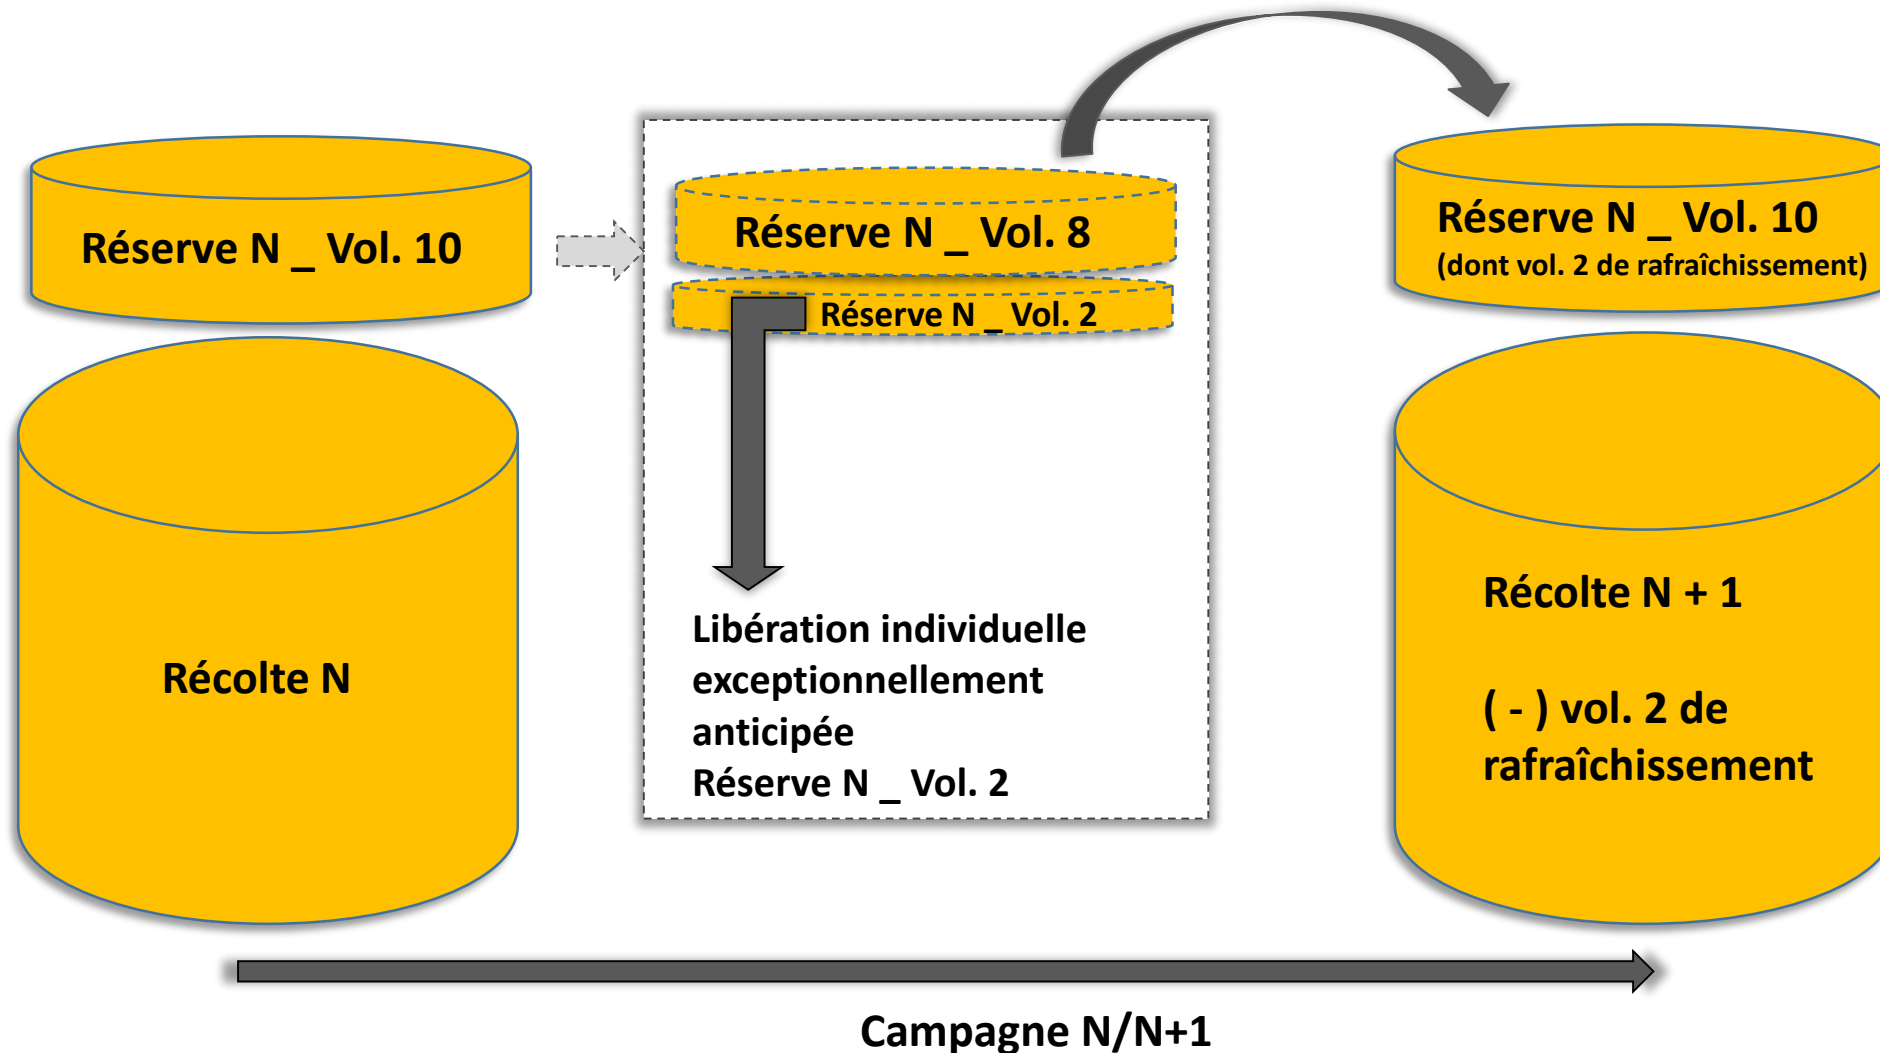 Réserve N _ Vol. 10
Récolte N
Réserve N _ Vol. 8
Réserve N _ Vol. 2
Libération individuelle
exceptionnellement
anticipée
Réserve N _ Vol. 2
Réserve N _ Vol. 10
(dont vol. 2 de rafraîchissement)
Récolte N + 1
( - ) vol. 2 de
rafraîchissement
Campagne N/N+1